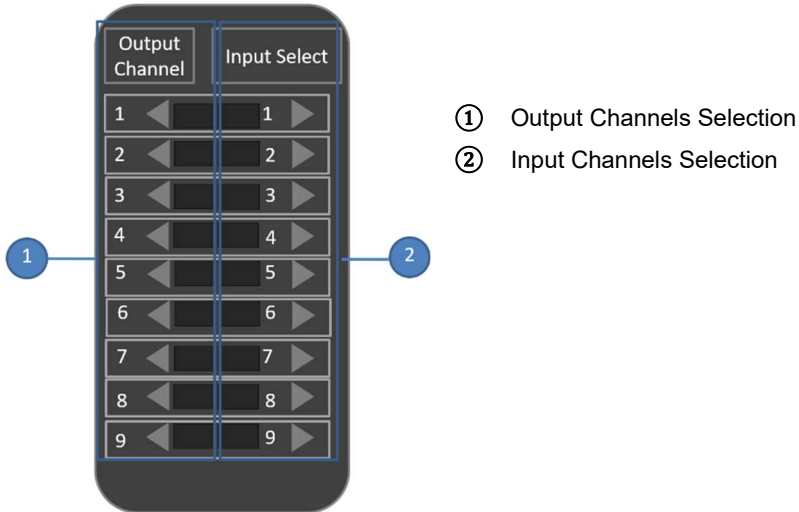 Output
Channel
Input Select
1 1
2 2
3 3
4 4
5 5
6 6
7 7
8 8
9 9
1
2
① Output Channels Selection
② Input Channels Selection